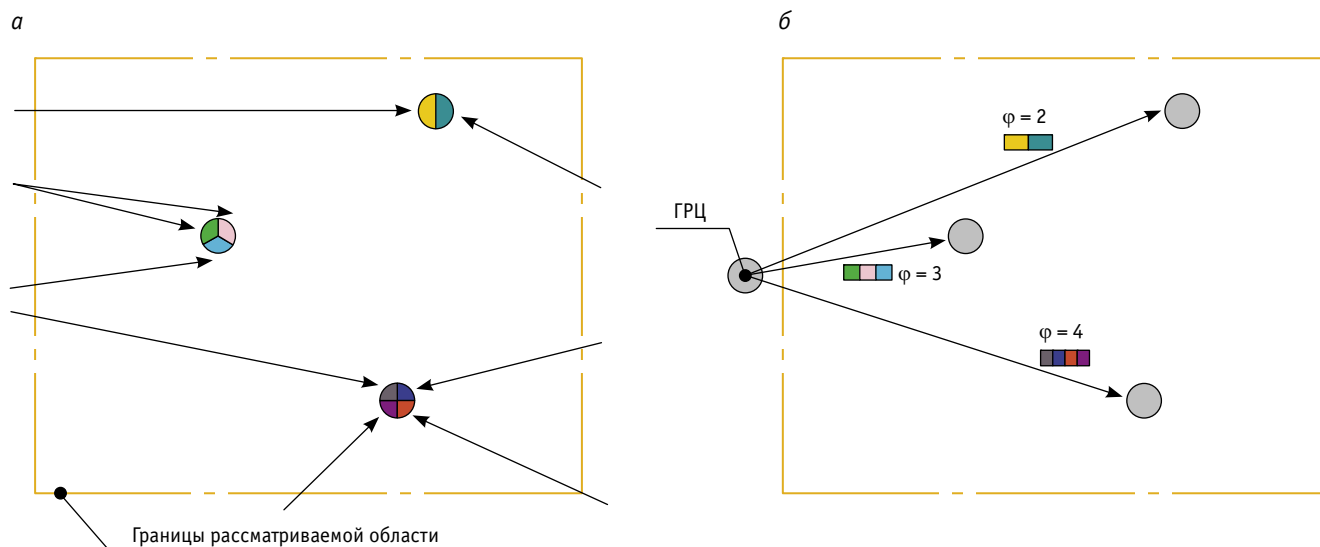 а
б
φ = 2
ГРЦ
φ = 3
φ = 4
Границы рассматриваемой области